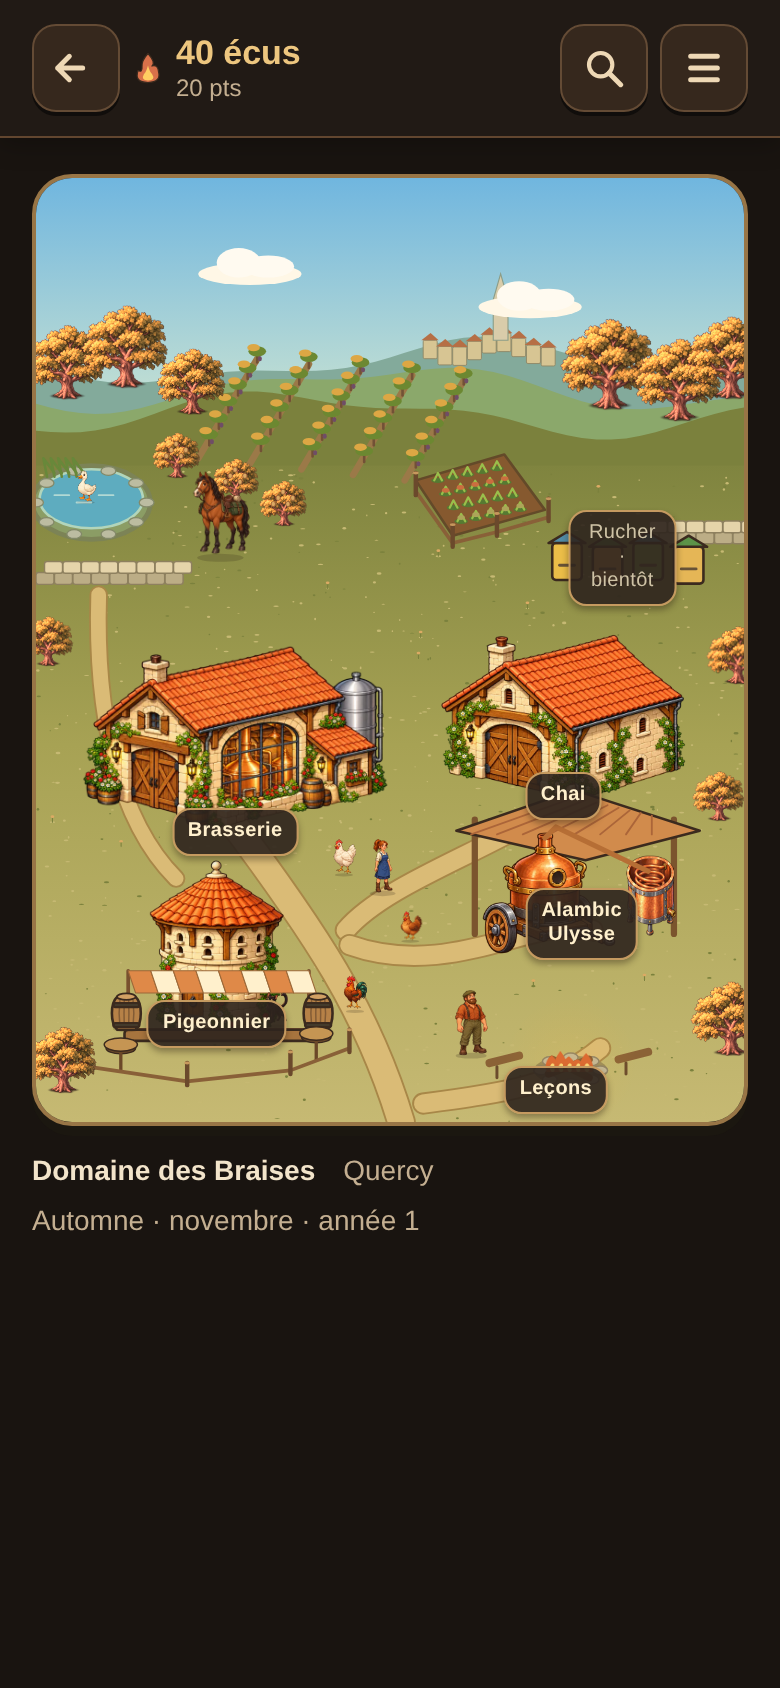 40 écus
20 pts
Rucher
·
bientôt
Brasserie
Chai
Alambic
Ulysse
Pigeonnier
Leçons
Domaine des Braises Quercy
Automne · novembre · année 1